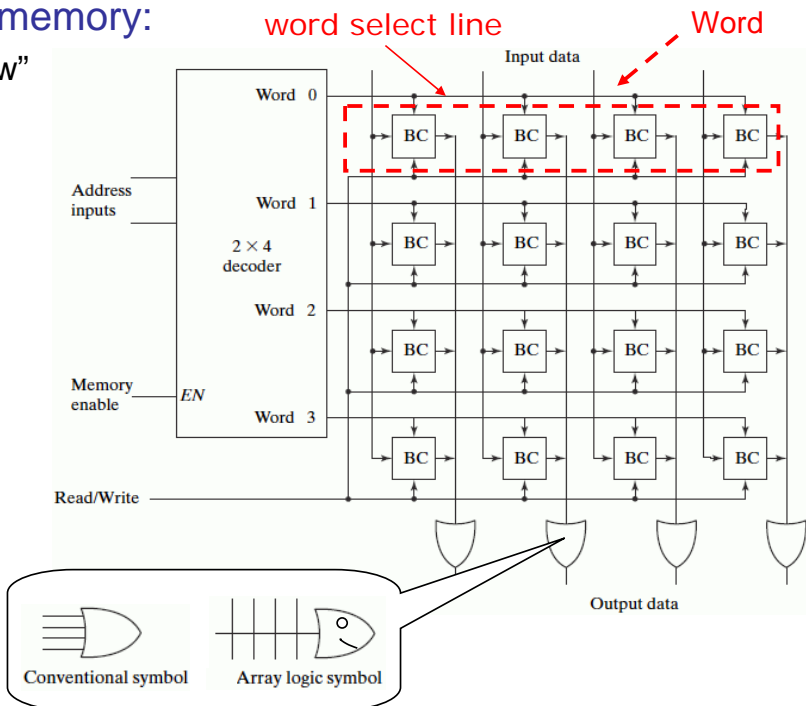 memory:
word select line
Word
w”
Input data
Word 0
BC BC BC BC
Address
inputs
Word 1
BC BC BC BC
2 × 4
decoder
Word 2
BC BC BC BC
Memory
enable
EN
Word 3
BC BC BC BC
Read/Write
Output data
Conventional symbol
Array logic symbol